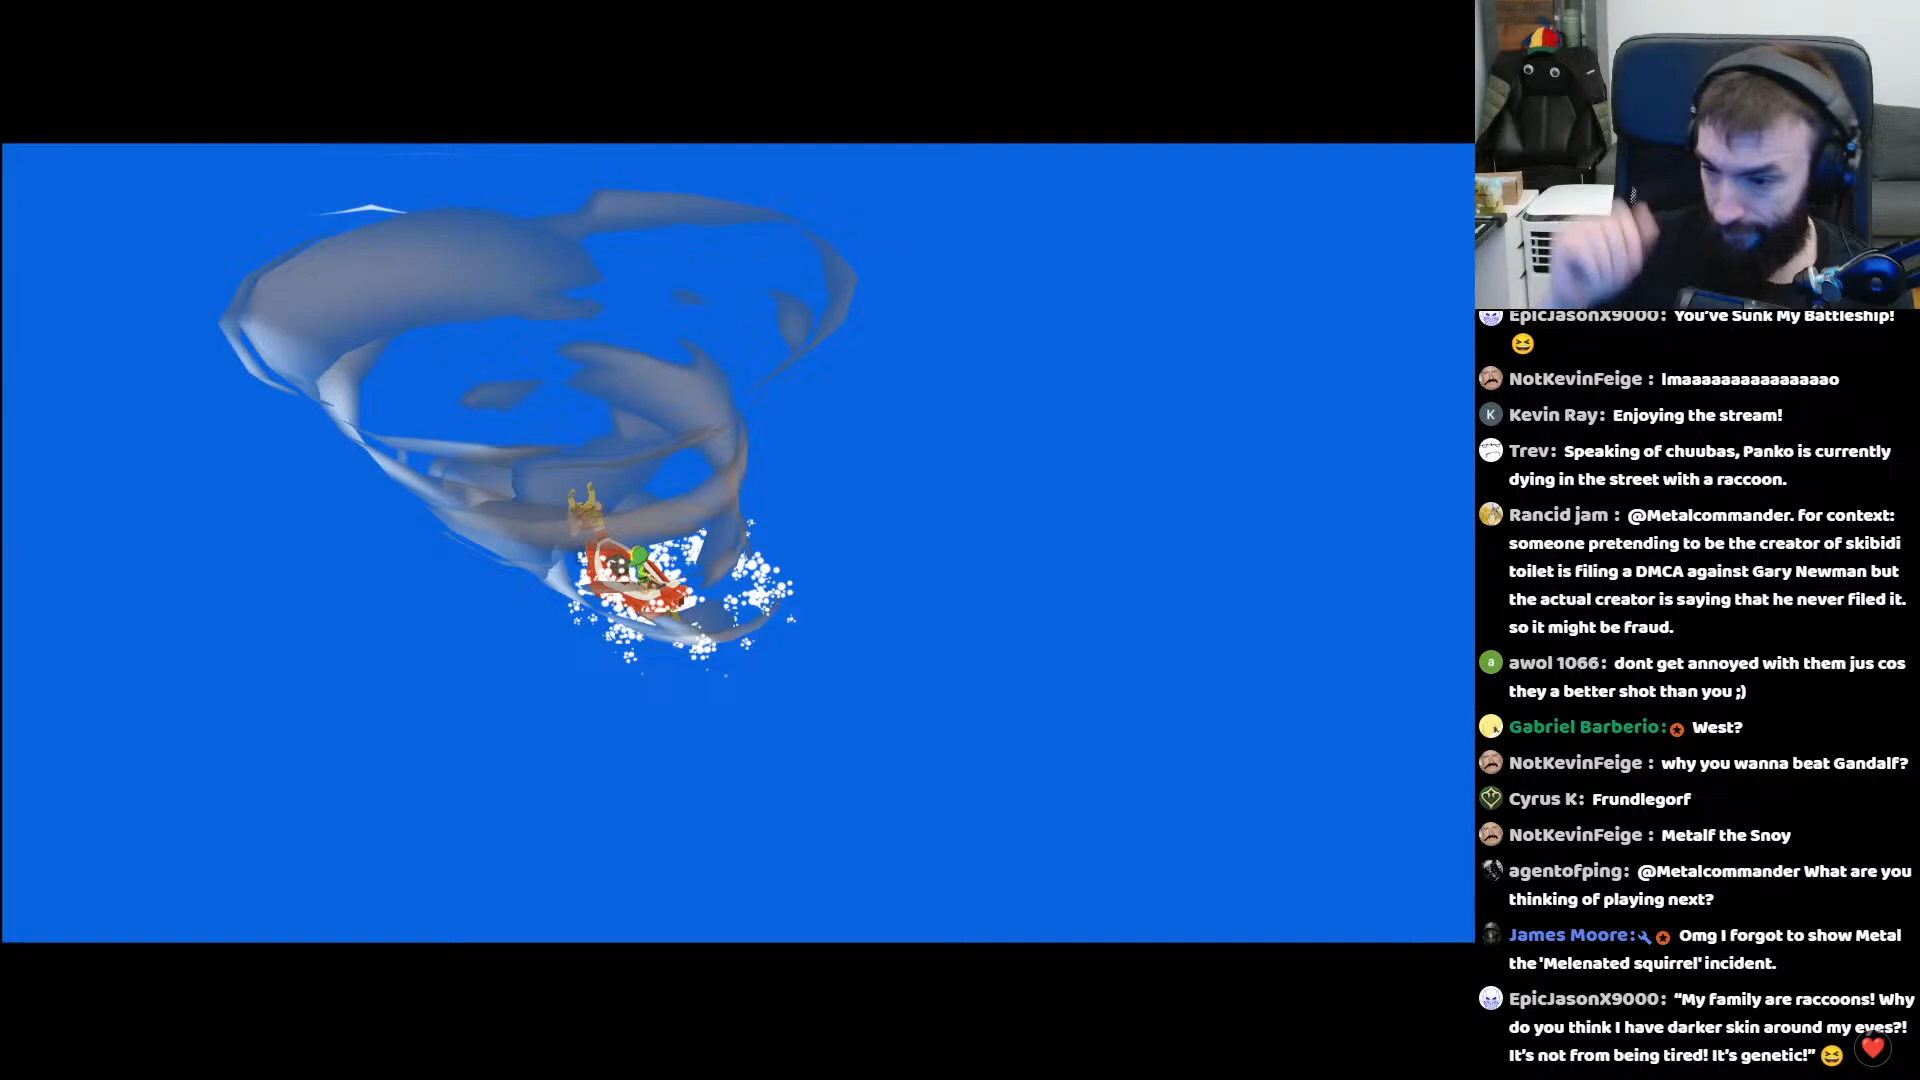 EpicJasonX9000: You've Sunk My Battleship!
😆
NotKevinFeige : lmaaaaaaaaaaaaaaao
K Kevin Ray: Enjoying the stream!
Trev: Speaking of chuubas, Panko is currently
dying in the street with a raccoon.
Rancid jam : @Metalcommander. for context:
someone pretending to be the creator of skibidi
toilet is filing a DMCA against Gary Newman but
the actual creator is saying that he never filed it.
so it might be fraud.
a awol 1066: dont get annoyed with them jus cos
they a better shot than you ;)
Gabriel Barberio: West?
NotKevinFeige : why you wanna beat Gandalf?
Cyrus K: Frundlegorf
NotKevinFeige : Metalf the Snoy
agentofping: @Metalcommander What are you
thinking of playing next?
James Moore: Omg I forgot to show Metal
the 'Melenated squirrel' incident.
EpicJasonX9000: “My family are raccoons! Why
do you think I have darker skin around my eyes?!
It’s not from being tired! It’s genetic!” 😆